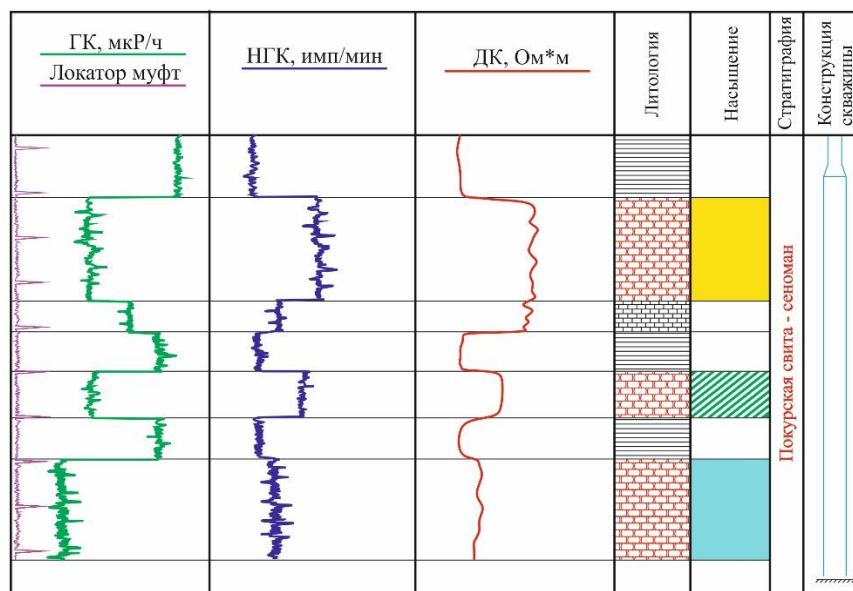 ГК, мкР/ч
Локатор муфт
НГК, имп/мин
ДК, Ом*м
Литология
Насыщение
Стратиграфия
Конструкция
скважины
Покурская свита - сеноман